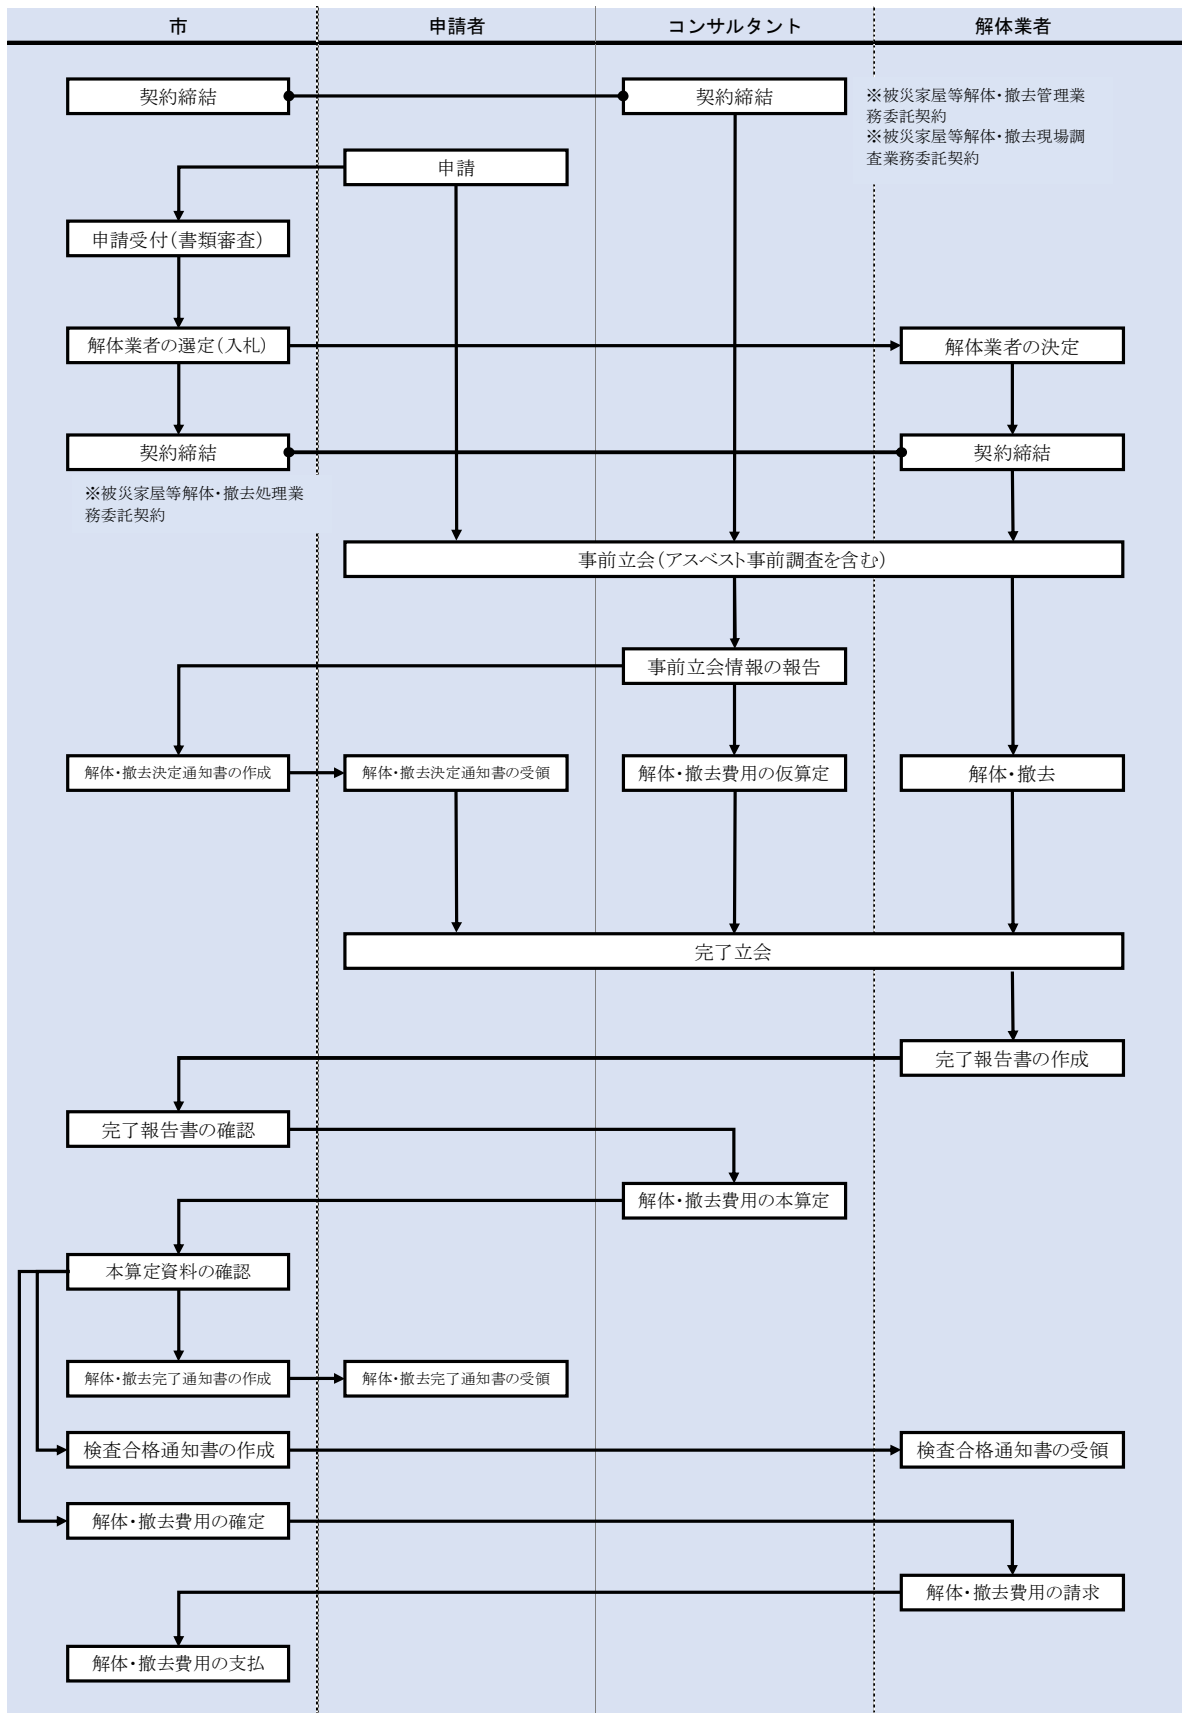 市
申請者
コンサルタント
解体業者
契約締結
契約締結
※被災家屋等解体・撤去管理業
務委託契約
※被災家屋等解体・撤去現場調
査業務委託契約
申請
申請受付(書類審査)
解体業者の選定(入札)
解体業者の決定
契約締結
契約締結
※被災家屋等解体・撤去処理業
務委託契約
事前立会(アスベスト事前調査を含む)
事前立会情報の報告
解体・撤去決定通知書の作成
解体・撤去決定通知書の受領
解体・撤去費用の仮算定
解体・撤去
完了立会
完了報告書の作成
完了報告書の確認
解体・撤去費用の本算定
本算定資料の確認
解体・撤去完了通知書の作成
解体・撤去完了通知書の受領
検査合格通知書の作成
検査合格通知書の受領
解体・撤去費用の確定
解体・撤去費用の請求
解体・撤去費用の支払